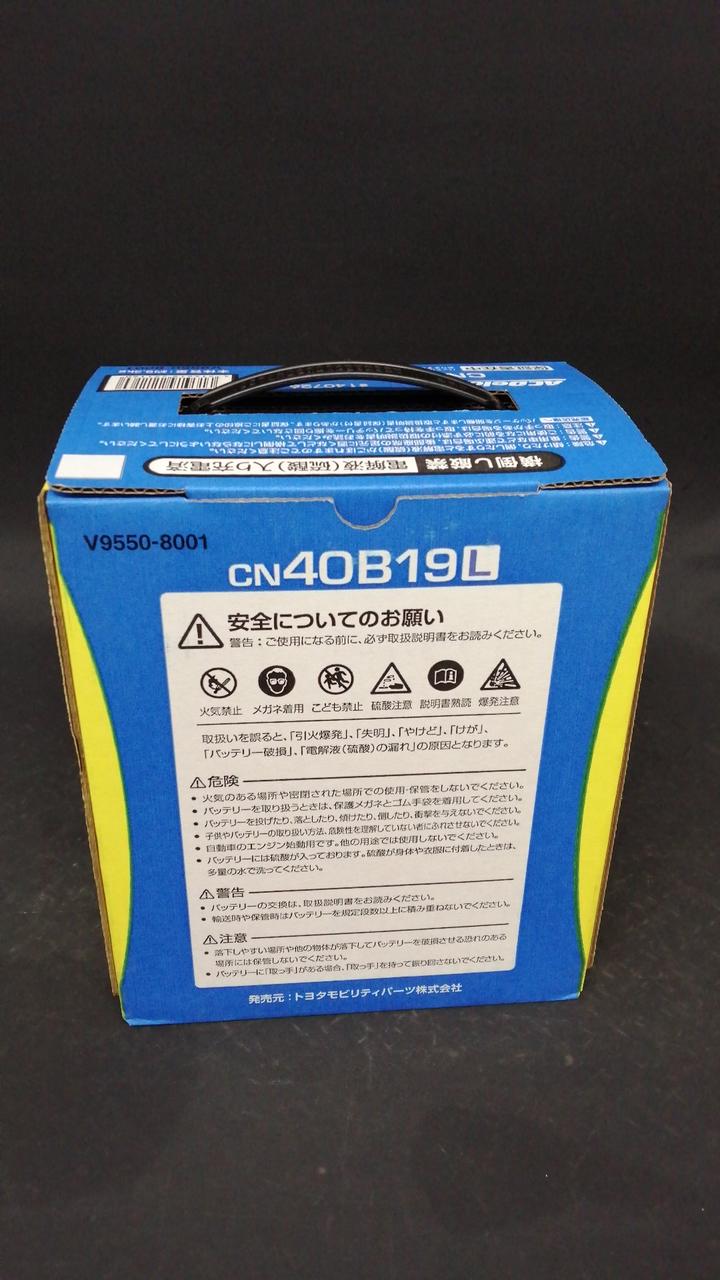 電解液(硫酸)入り充電済 横倒し厳禁
V9550-8001
CN40B19L
安全についてのお願い
警告：ご使用になる前に、必ず取扱説明書をお読みください。
火気禁止 メガネ着用 こども禁止 硫酸注意 説明書熟読 爆発注意
取扱いを誤ると、「引火爆発」、「失明」、「やけど」、「けが」、
「バッテリー破損」、「電解液(硫酸)の漏れ」の原因となります。
危険
• 火気のある場所や密閉された場所での使用・保管をしないでください。
• バッテリーを取り扱うときは、保護メガネとゴム手袋を着用してください。
• バッテリーを投げたり、落としたり、傾けたり、倒したり、衝撃を与えないでください。
• 子供やバッテリーの取り扱い方法、危険性を理解していない者にふれさせないでください。
• 自動車のエンジン始動用です。他の用途では使用しないでください。
• バッテリーには硫酸が入っております。硫酸が身体や衣服に付着したときは、
多量の水で洗ってください。
警告
• バッテリーの交換は、取扱説明書をお読みください。
• 輸送時や保管時はバッテリーを規定段数以上に積み重ねないでください。
注意
• 落下しやすい場所や他の物体が落下してバッテリーを破損させる恐れのある
場所には保管しないでください。
• バッテリーに「取っ手」がある場合、「取っ手」を持って振り回さないでください。
発売元：トヨタモビリティパーツ株式会社